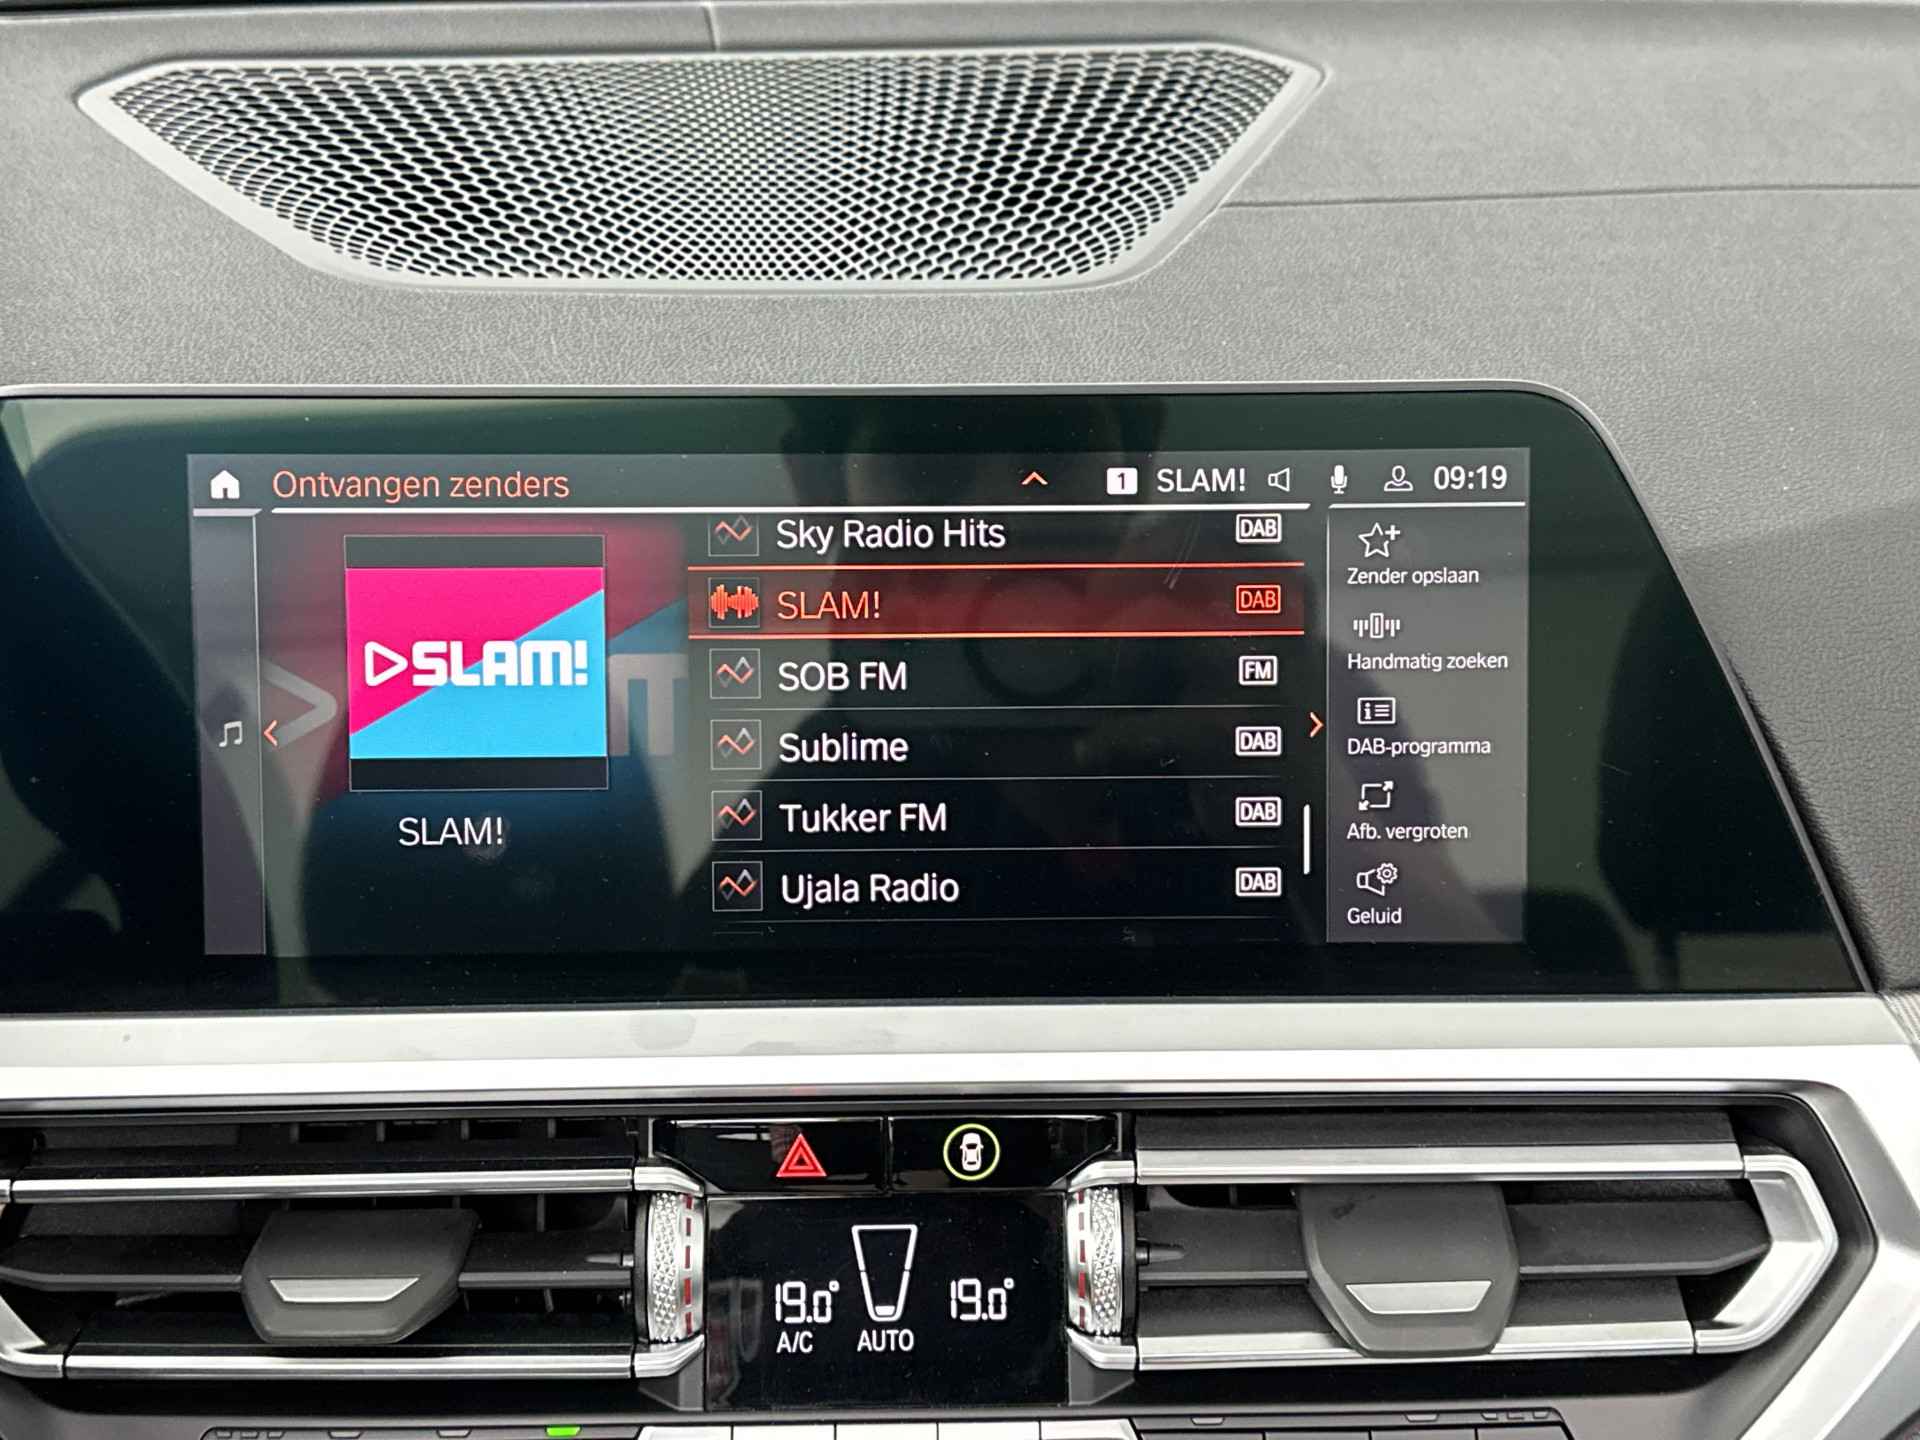 Ontvangen zenders
1 SLAM! 09:19
Sky Radio Hits DAB
SLAM! DAB
SOB FM FM
Sublime DAB
Tukker FM DAB
Ujala Radio DAB
SLAM!
SLAM!
Zender opslaan
Handmatig zoeken
DAB-programma
Afb. vergroten
Geluid
19.0° 19.0°
A/C AUTO